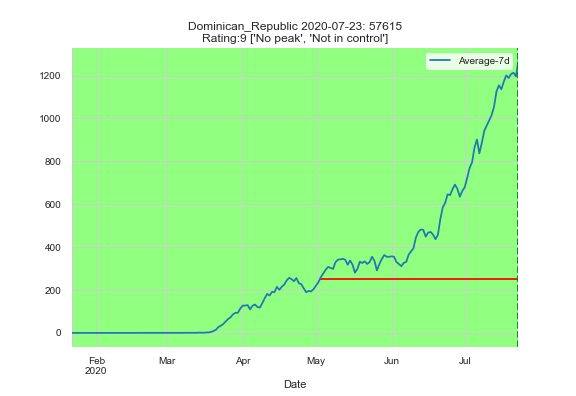 Dominican_Republic 2020-07-23: 57615
Rating:9 ['No peak', 'Not in control']
Average-7d
1200
1000
800
600
400
200
0
Feb
2020
Mar
Apr
May
Jun
Jul
Date